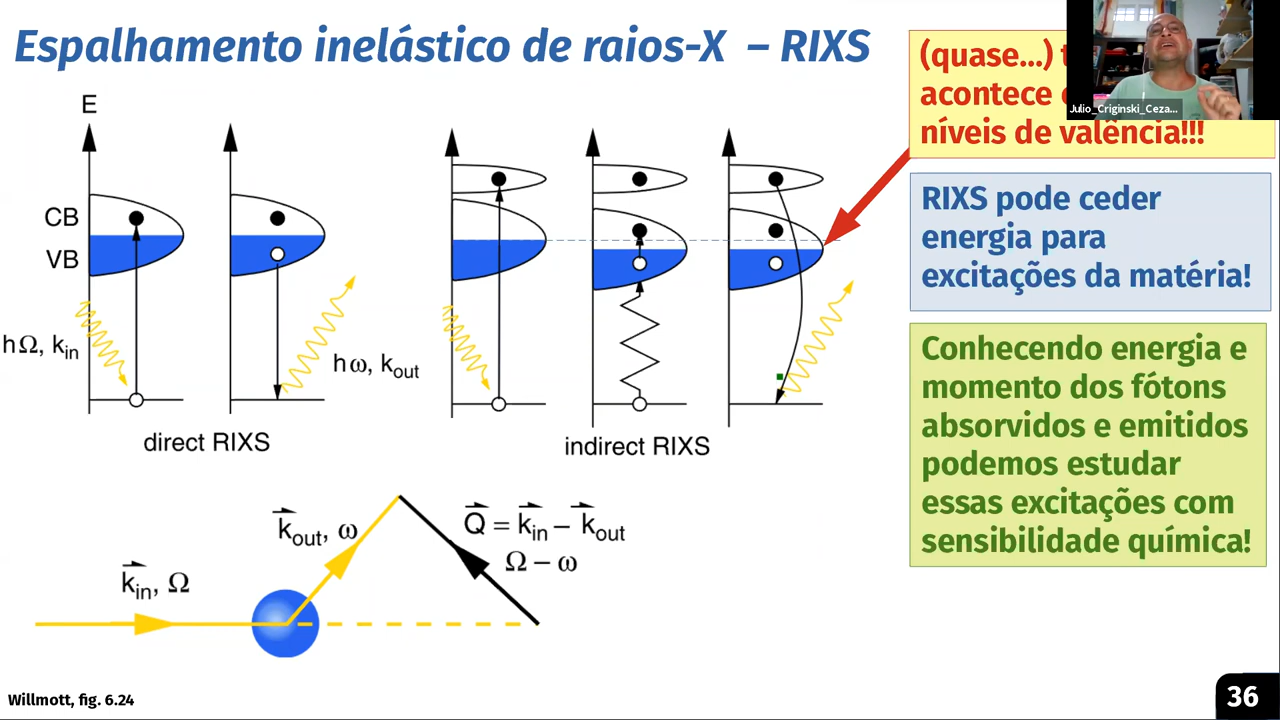 Espalhamento inelástico de raios-X – RIXS
(quase...)
acontece
níveis de valência!!!
Julio_Criginski_Ceza...
RIXS pode ceder
energia para
excitações da matéria!
Conhecendo energia e
momento dos fótons
absorvidos e emitidos
podemos estudar
essas excitações com
sensibilidade química!
E
CB
VB
hΩ, kin
hω, kout
direct RIXS
indirect RIXS
kout, ω
Q = kin – kout
Ω – ω
kin, Ω
Willmott, fig. 6.24
36